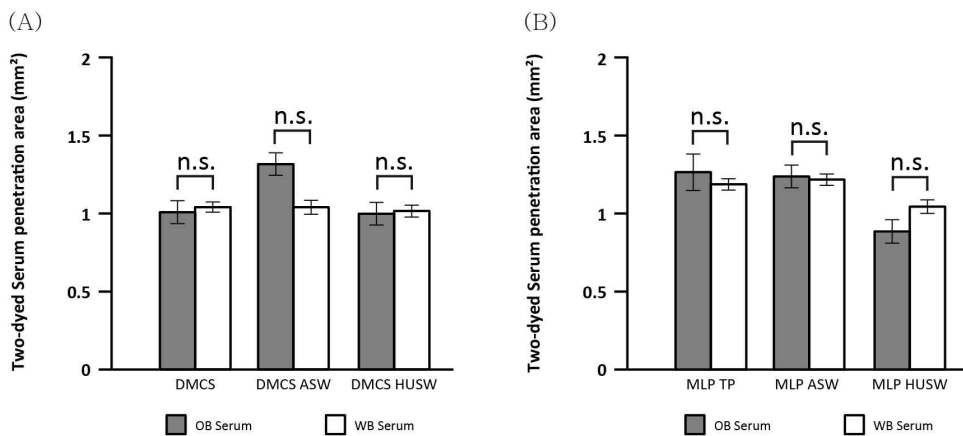 (A)
Two-dyed Serum penetration area (mm²)
2
1.5
1
0.5
0
n.s.
n.s.
n.s.
DMCS
DMCS ASW
DMCS HUSW
OB Serum
WB Serum
(B)
Two-dyed Serum penetration area (mm²)
2
1.5
1
0.5
0
n.s.
n.s.
n.s.
MLP TP
MLP ASW
MLP HUSW
OB Serum
WB Serum